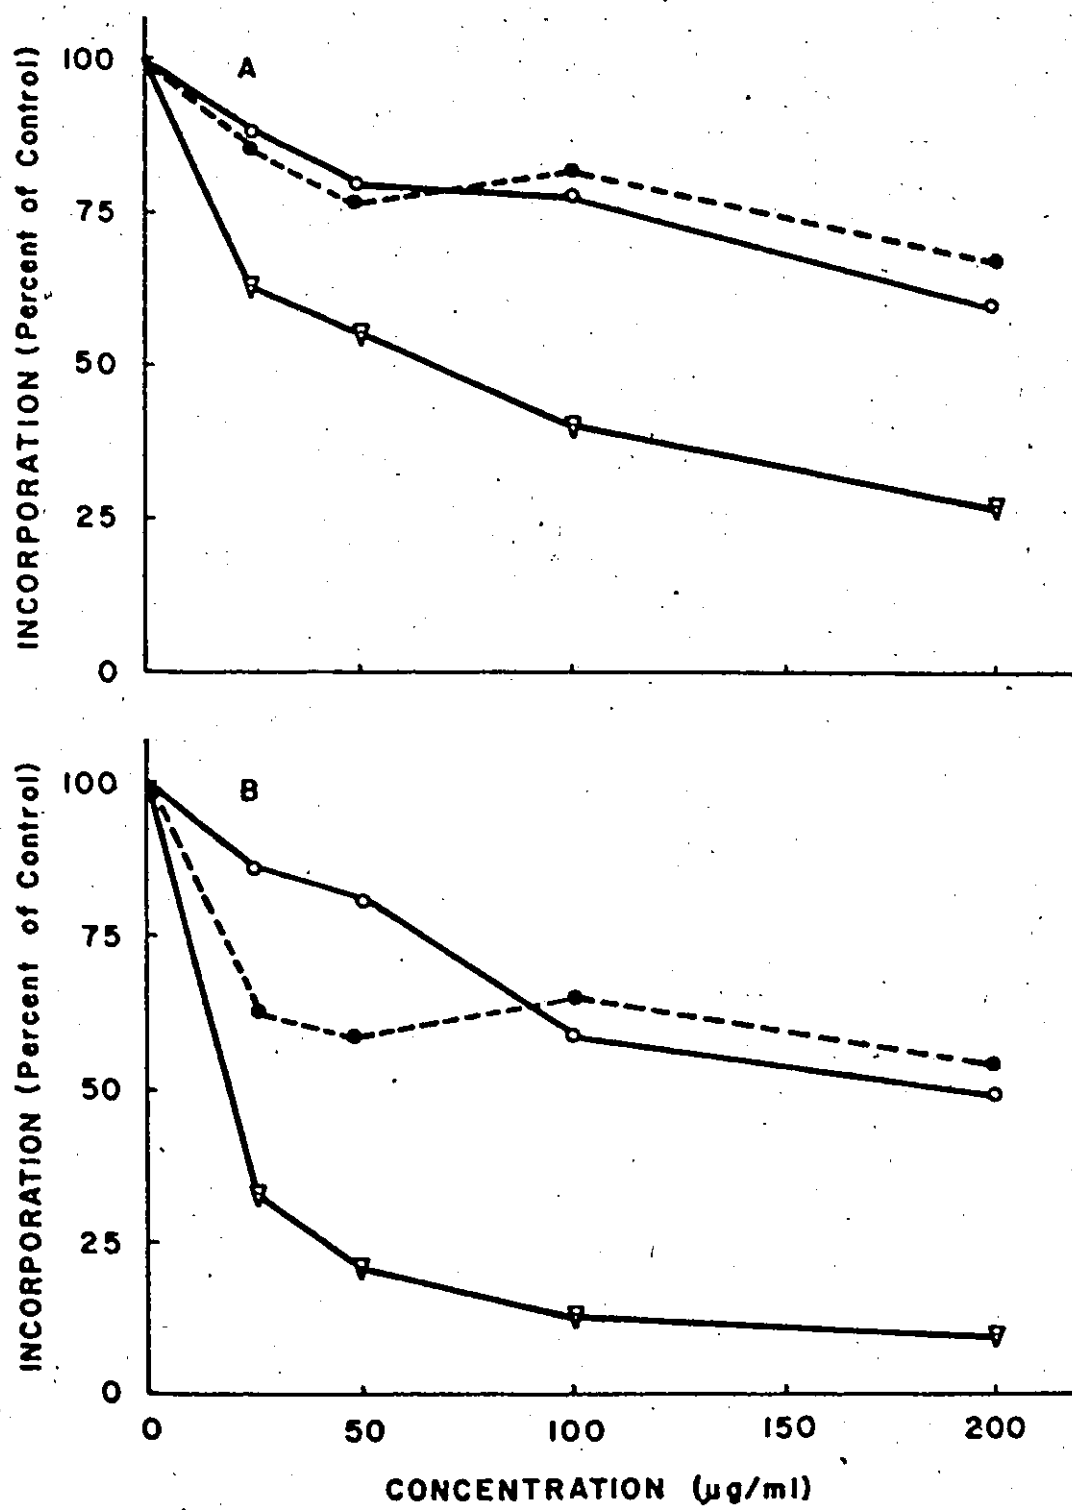 INCORPORATION (Percent of Control)
A
100
75
50
25
0
INCORPORATION (Percent of Control)
B
100
75
50
25
0
0 50 100 150 200
CONCENTRATION (µg/ml)